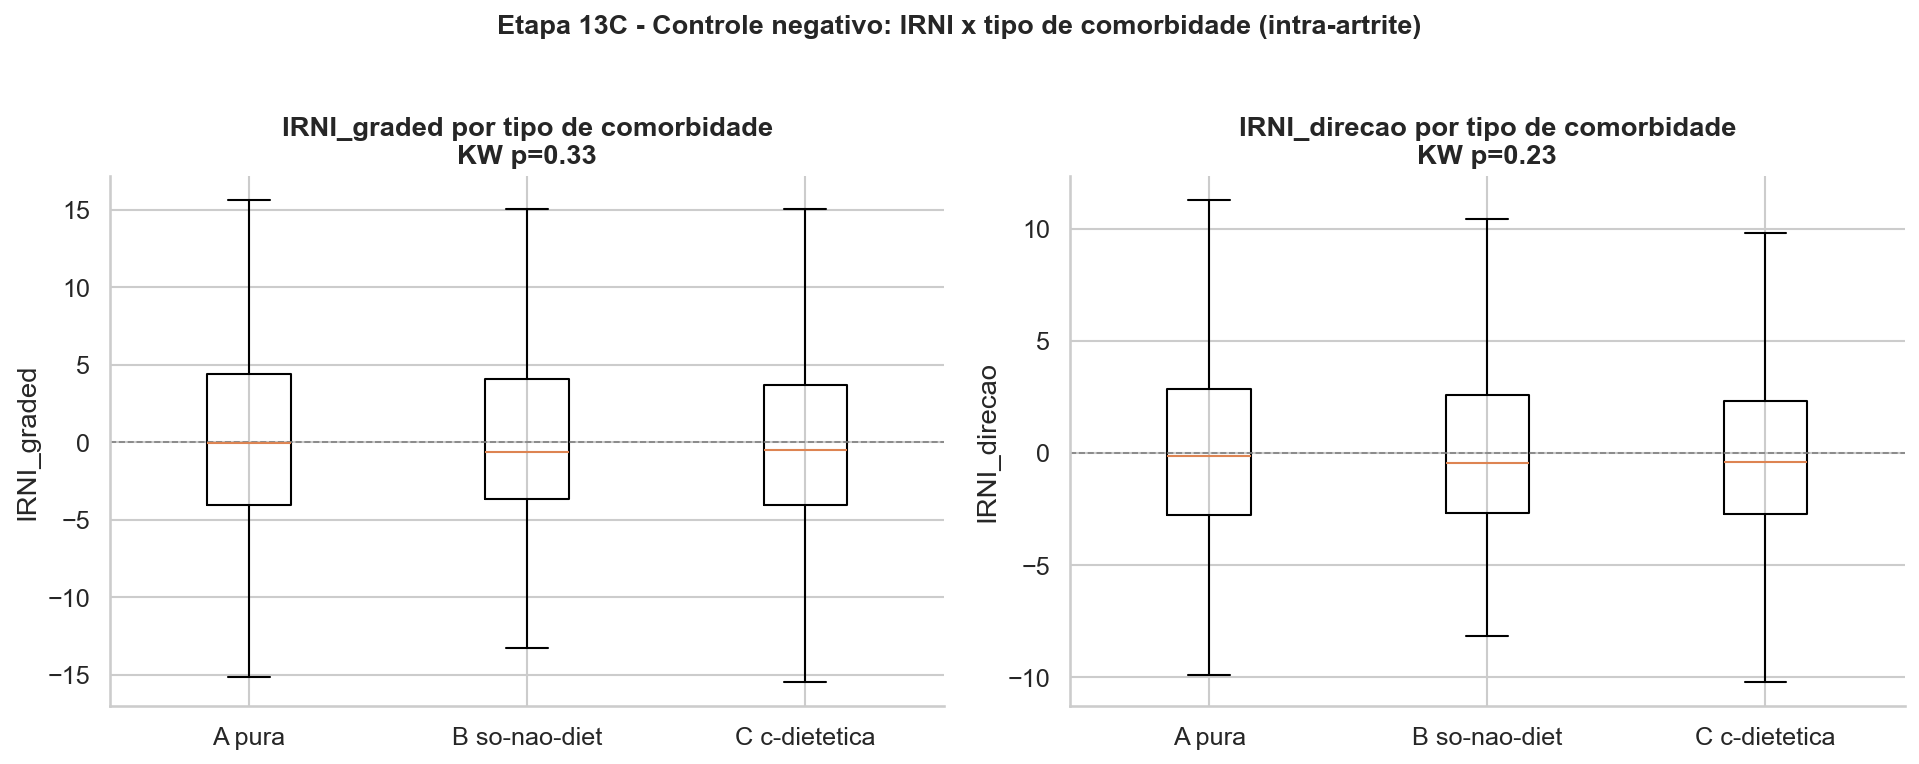 Etapa 13C - Controle negativo: IRNI x tipo de comorbidade (intra-artrite)
IRNI_graded por tipo de comorbidade
KW p=0.33
IRNI_graded
15
10
5
0
−5
−10
−15
A pura
B so-nao-diet
C c-dietetica
IRNI_direcao por tipo de comorbidade
KW p=0.23
IRNI_direcao
10
5
0
−5
−10
A pura
B so-nao-diet
C c-dietetica